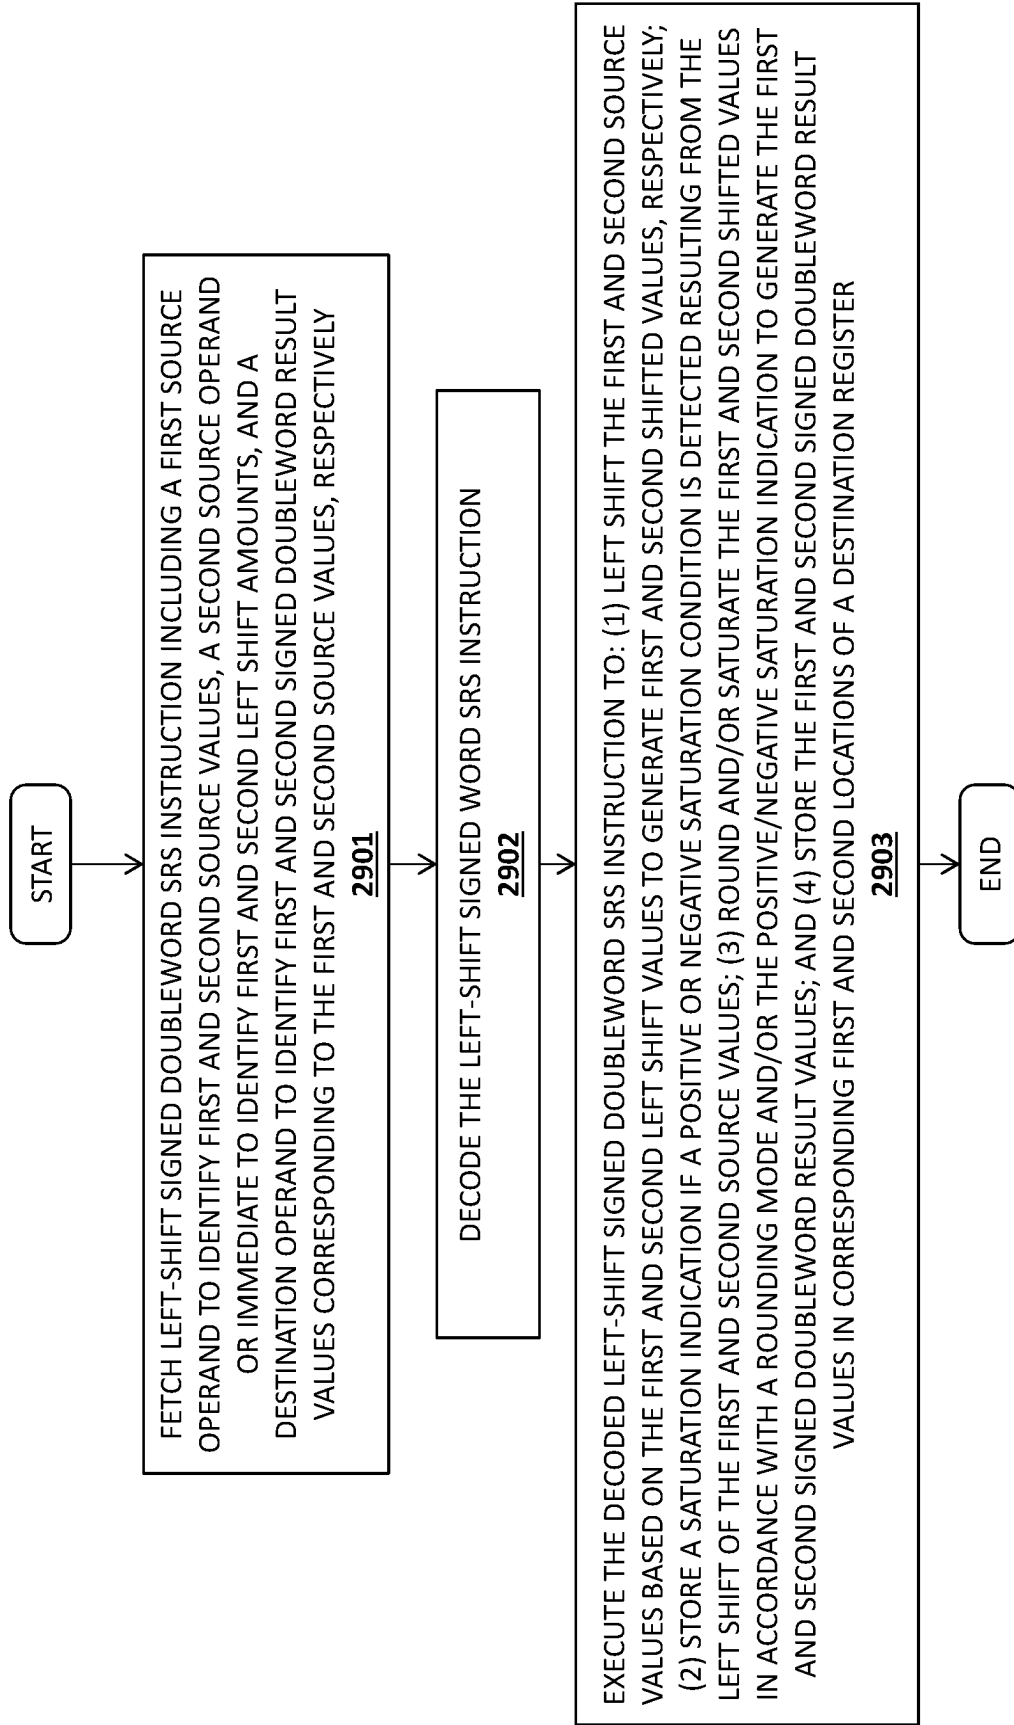 START
FETCH LEFT-SHIFT SIGNED DOUBLEWORD SRS INSTRUCTION INCLUDING A FIRST SOURCE
OPERAND TO IDENTIFY FIRST AND SECOND SOURCE VALUES, A SECOND SOURCE OPERAND
OR IMMEDIATE TO IDENTIFY FIRST AND SECOND LEFT SHIFT AMOUNTS, AND A
DESTINATION OPERAND TO IDENTIFY FIRST AND SECOND SIGNED DOUBLEWORD RESULT
VALUES CORRESPONDING TO THE FIRST AND SECOND SOURCE VALUES, RESPECTIVELY
2901
DECODE THE LEFT-SHIFT SIGNED WORD SRS INSTRUCTION
2902
EXECUTE THE DECODED LEFT-SHIFT SIGNED DOUBLEWORD SRS INSTRUCTION TO: (1) LEFT SHIFT THE FIRST AND SECOND SOURCE
VALUES BASED ON THE FIRST AND SECOND LEFT SHIFT VALUES TO GENERATE FIRST AND SECOND SHIFTED VALUES, RESPECTIVELY;
(2) STORE A SATURATION INDICATION IF A POSITIVE OR NEGATIVE SATURATION CONDITION IS DETECTED RESULTING FROM THE
LEFT SHIFT OF THE FIRST AND SECOND SOURCE VALUES; (3) ROUND AND/OR SATURATE THE FIRST AND SECOND SHIFTED VALUES
IN ACCORDANCE WITH A ROUNDING MODE AND/OR THE POSITIVE/NEGATIVE SATURATION INDICATION TO GENERATE THE FIRST
AND SECOND SIGNED DOUBLEWORD RESULT VALUES; AND (4) STORE THE FIRST AND SECOND SIGNED DOUBLEWORD RESULT
VALUES IN CORRESPONDING FIRST AND SECOND LOCATIONS OF A DESTINATION REGISTER
2903
END